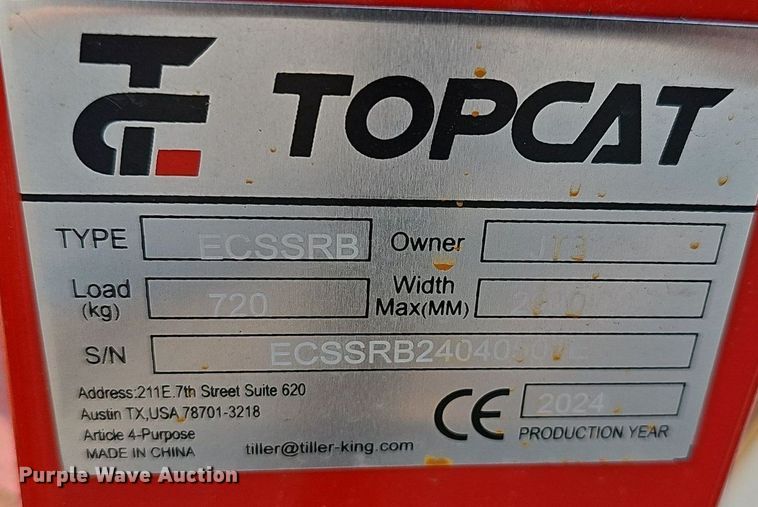 TOPCAT
TYPE ECSSRB Owner
Load (kg) 720 Width Max(MM)
S/N
Address:211E.7th Street Suite 620
Austin TX,USA,78701-3218
Article 4-Purpose
MADE IN CHINA
tiller@tiller-king.com
CE 2024
PRODUCTION YEAR
Purple Wave Auction